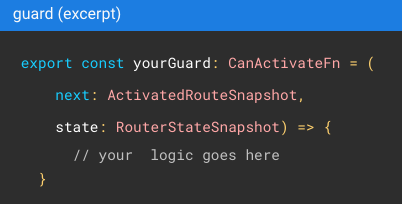 guard (excerpt)
export const yourGuard: CanActivateFn = (
    next: ActivatedRouteSnapshot,
    state: RouterStateSnapshot) => {
      // your  logic goes here
  }